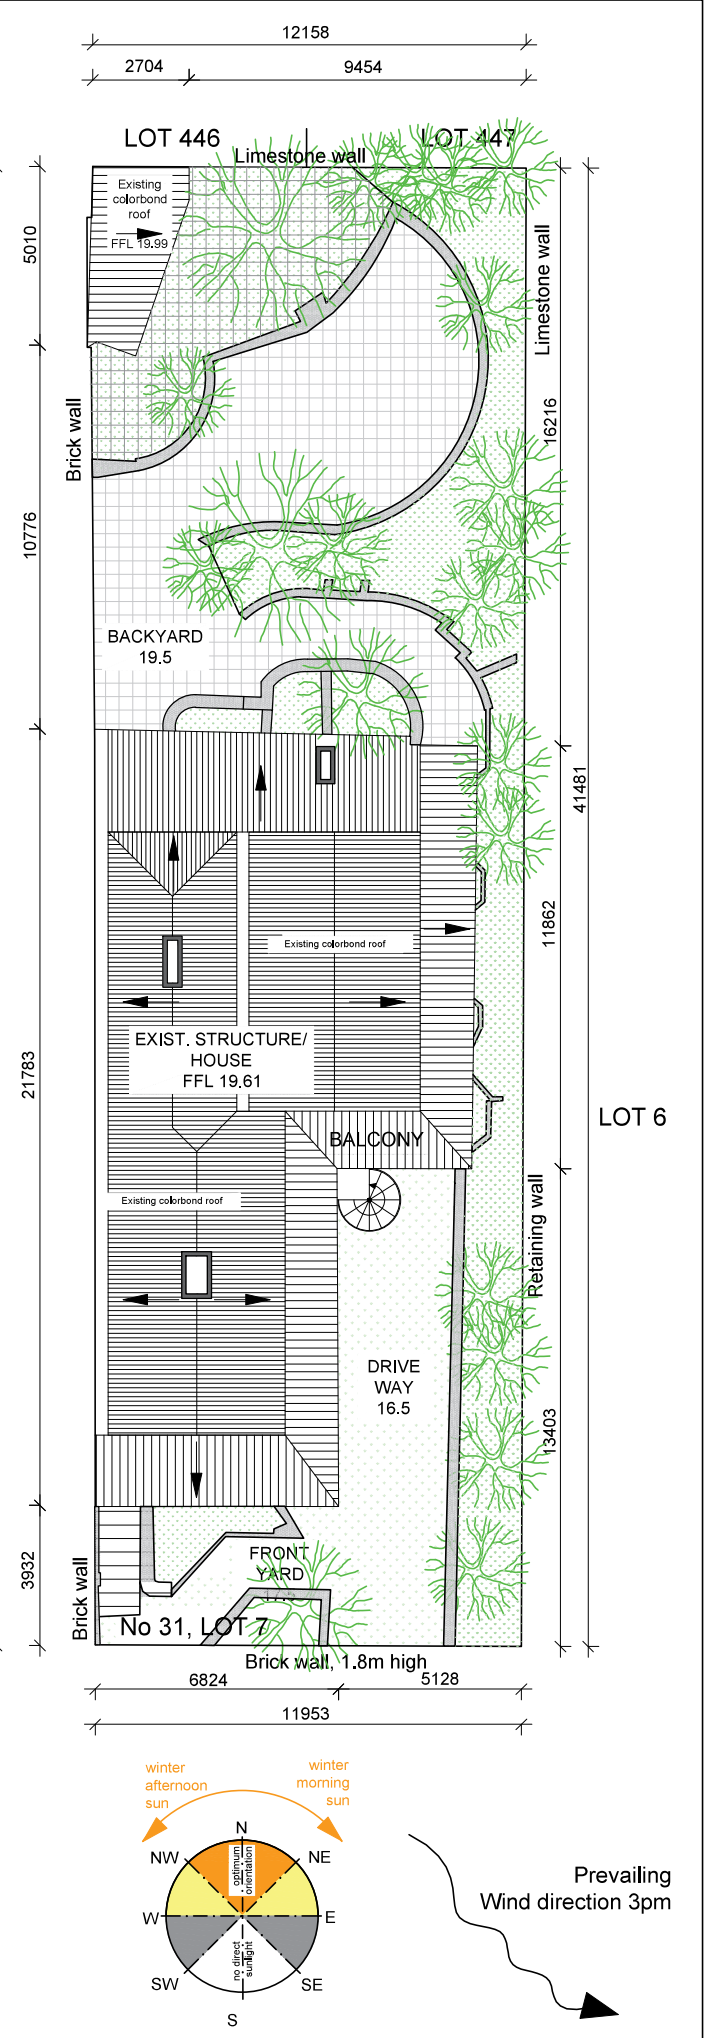 12158
2704
9454
LOT 446
LOT 447
Limestone wall
Existing
colorbond
roof
FFL 19.99
5010
Limestone wall
16216
Brick wall
10776
BACKYARD
19.5
41481
11862
Existing colorbond roof
EXIST. STRUCTURE/
HOUSE
FFL 19.61
21783
BALCONY
LOT 6
Existing colorbond roof
Retaining wall
DRIVE
WAY
16.5
13403
FRONT
YARD
3932
Brick wall
No 31, LOT 7
Brick wall, 1.8m high
6824
5128
11953
winter
afternoon
sun
winter
morning
sun
N
NW
NE
optimum
orientation
W
E
no direct
sunlight
SW
SE
S
Prevailing
Wind direction 3pm